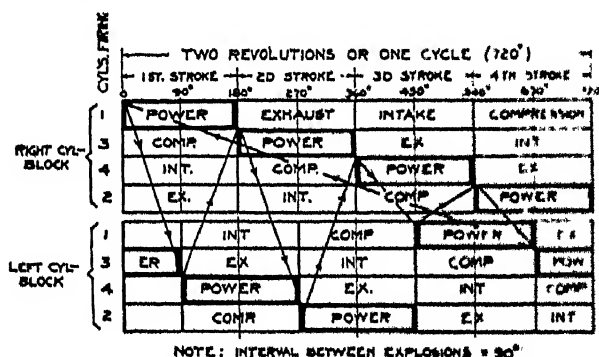 TWO REVOLUTIONS OR ONE CYCLE (720°)
CYLS. FIRING
1ST. STROKE 2D STROKE 3D STROKE 4TH STROKE
0 90° 180° 270° 360° 450° 540° 630° 720
RIGHT CYL-
BLOCK
1 POWER EXHAUST INTAKE COMPRESSION
3 COMP. POWER EX INT
4 INT. COMP. POWER EX
2 EX. INT. COMP POWER
LEFT CYL-
BLOCK
1 INT COMP POWER EX
3 ER EX INT COMP POW
4 POWER EX. INT COMP
2 COMP. POWER EX INT
NOTE: INTERVAL BETWEEN EXPLOSIONS = 90°